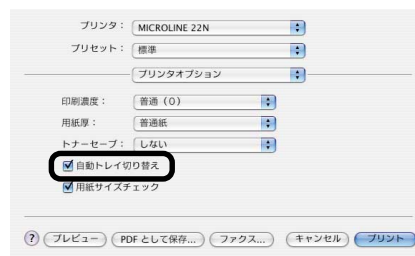 プリンタ： MICROLINE 22N
プリセット： 標準
プリンタオプション
印刷濃度： 普通（0）
用紙厚： 普通紙
トナーセーブ： しない
自動トレイ切り替え
用紙サイズチェック
? プレビュー PDF として保存... ファクス... キャンセル プリント